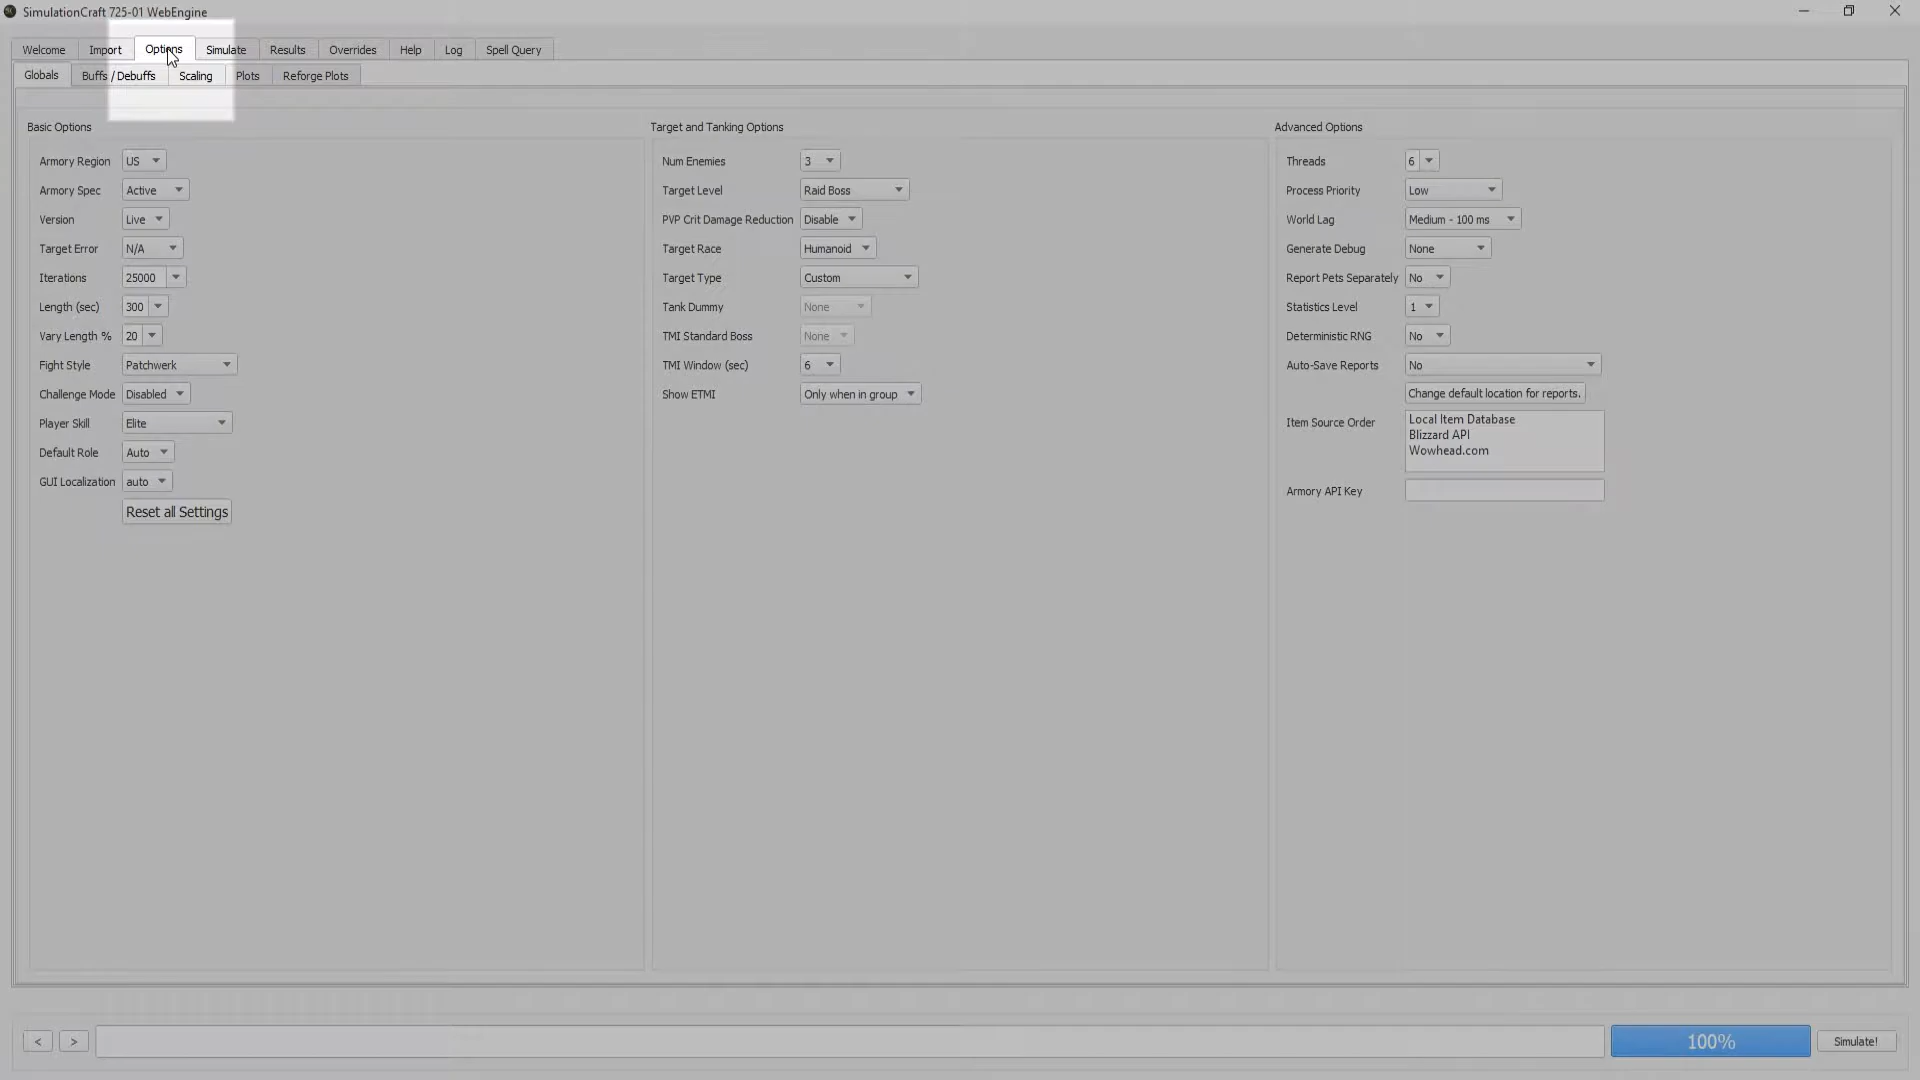 SimulationCraft 725-01 WebEngine
Welcome Import Options Simulate Results Overrides Help Log Spell Query
Globals Buffs / Debuffs Scaling Plots Reforge Plots
Basic Options
Armory Region US
Armory Spec Active
Version Live
Target Error N/A
Iterations 25000
Length (sec) 300
Vary Length % 20
Fight Style Patchwerk
Challenge Mode Disabled
Player Skill Elite
Default Role Auto
GUI Localization auto
Reset all Settings
Target and Tanking Options
Num Enemies 3
Target Level Raid Boss
PVP Crit Damage Reduction Disable
Target Race Humanoid
Target Type Custom
Tank Dummy None
TMI Standard Boss None
TMI Window (sec) 6
Show ETMI Only when in group
Advanced Options
Threads 6
Process Priority Low
World Lag Medium - 100 ms
Generate Debug None
Report Pets Separately No
Statistics Level 1
Deterministic RNG No
Auto-Save Reports No
Change default location for reports.
Item Source Order Local Item Database
Blizzard API
Wowhead.com
Armory API Key
< > 100% Simulate!